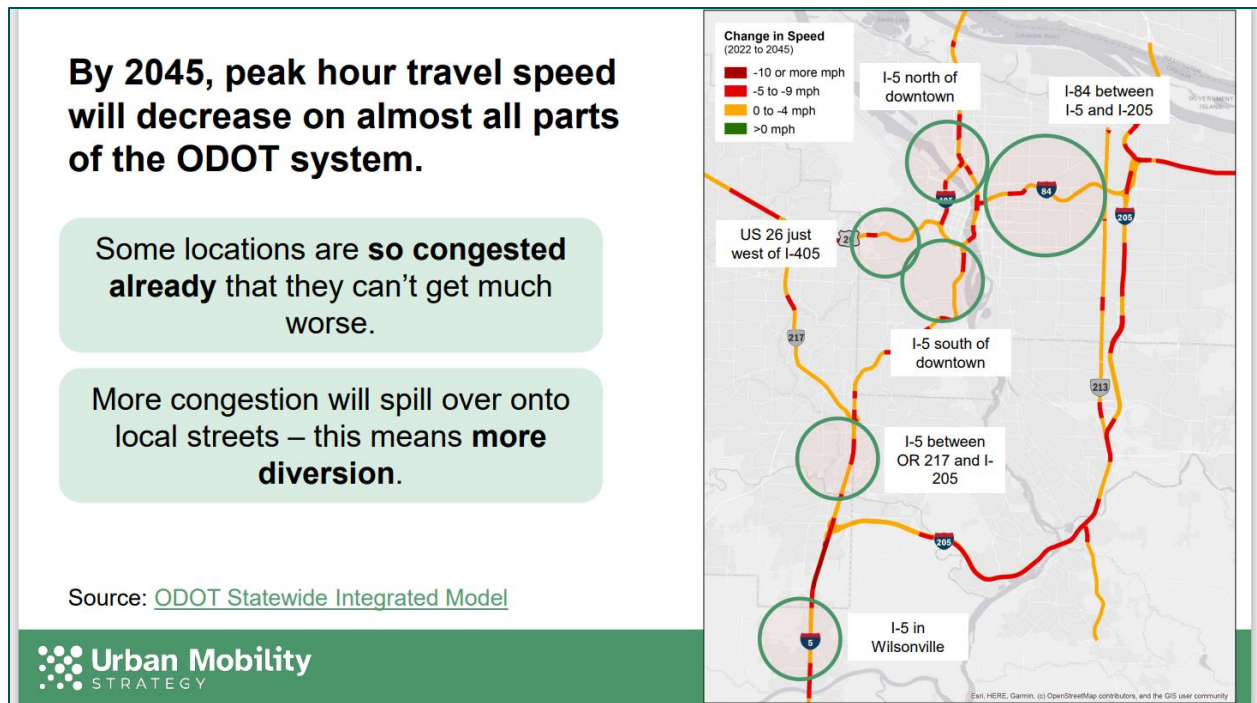 By 2045, peak hour travel speed
will decrease on almost all parts
of the ODOT system.
Some locations are so congested
already that they can’t get much
worse.
More congestion will spill over onto
local streets – this means more
diversion.
Source: ODOT Statewide Integrated Model
Urban Mobility
STRATEGY
Change in Speed
(2022 to 2045)
-10 or more mph
-5 to -9 mph
0 to -4 mph
>0 mph
I-5 north of
downtown
I-84 between
I-5 and I-205
GOVERNMENT
ISLAND
84
205
US 26 just
west of I-405
217
I-5 south of
downtown
213
I-5 between
OR 217 and I-
205
205
I-5 in
Wilsonville
5
Esri, HERE, Garmin, (c) OpenStreetMap contributors, and the GIS user community